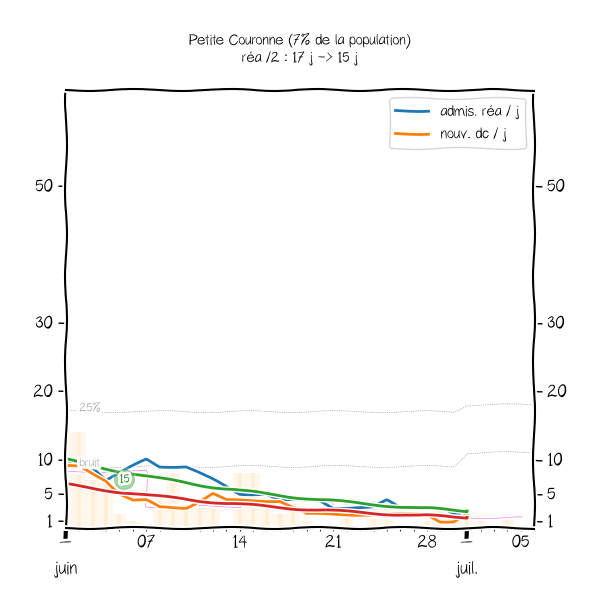 Petite Couronne (7% de la population)
réa /2 : 17 j -> 15 j
admis. réa / j
nouv. dc / j
50
50
30
30
20
20
25%
10
bruit
10
15
5
5
1
1
07
14
21
28
05
juin
juil.